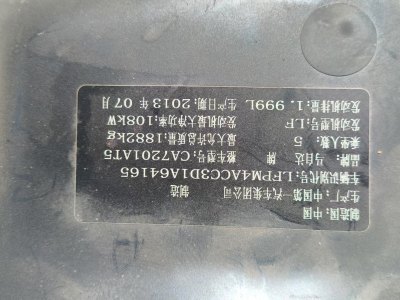 制造国：中国
生产厂：中国第一汽车集团公司 制造
车辆识别代号：LFPM4ACC3D1A64165
品牌：马自达 牌 整车型号：CA7201AT5
乘坐人数：5 最大允许总质量：1882kg
发动机型号：LF 发动机最大净功率：108kW
发动机排量：1.999L 生产日期：2013年07月